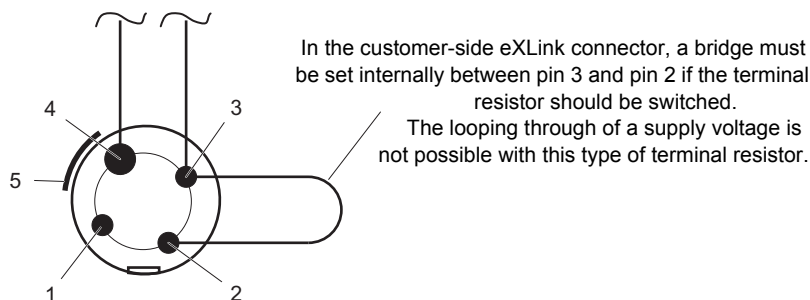 In the customer-side eXLink connector, a bridge must
be set internally between pin 3 and pin 2 if the terminal
resistor should be switched.
The looping through of a supply voltage is
not possible with this type of terminal resistor.
4
3
5
1
2